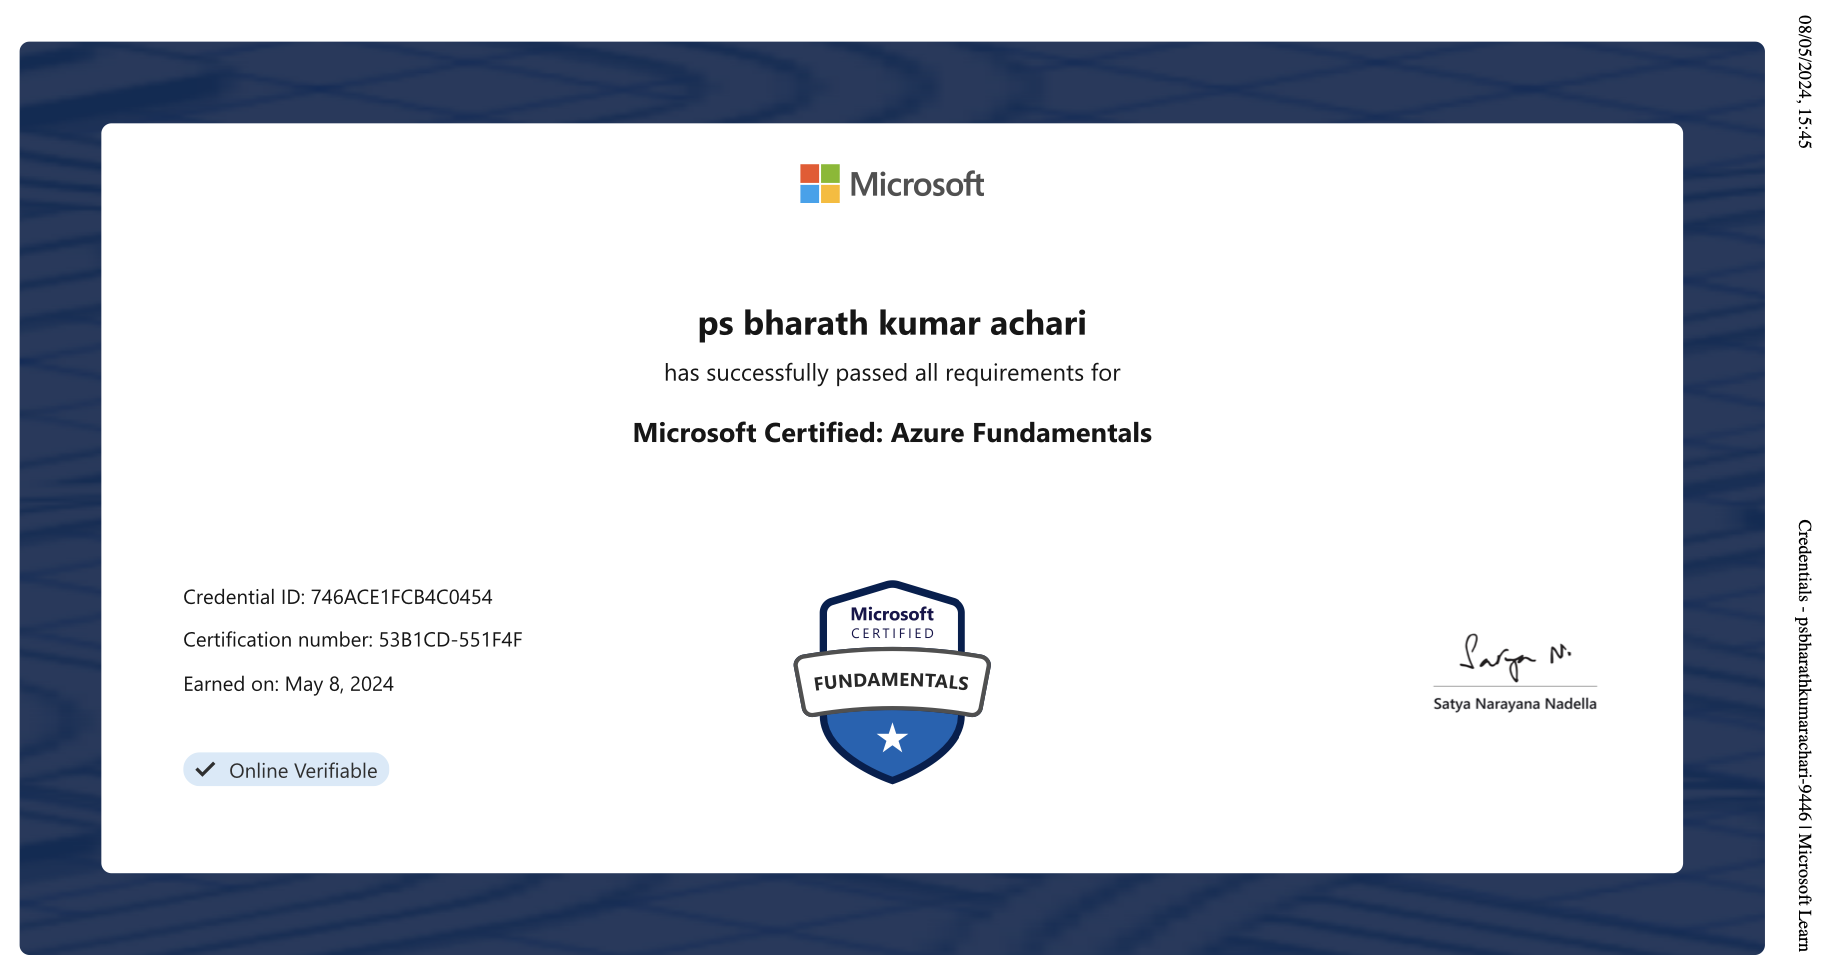 08/05/2024, 15:45
Credentials - psbharathkumarachari-9446 | Microsoft Learn
Microsoft
ps bharath kumar achari
has successfully passed all requirements for
Microsoft Certified: Azure Fundamentals
Credential ID: 746ACE1FCB4C0454
Certification number: 53B1CD-551F4F
Earned on: May 8, 2024
Online Verifiable
Microsoft
CERTIFIED
FUNDAMENTALS
Satya N.
Satya Narayana Nadella